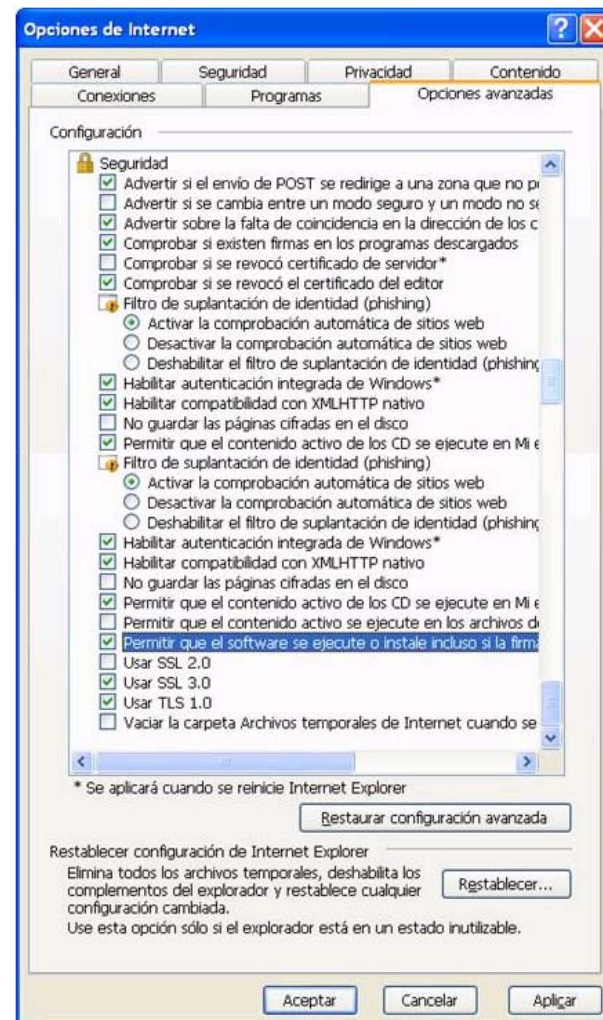 Opciones de Internet
General Seguridad Privacidad Contenido
Conexiones Programas Opciones avanzadas
Configuración
Seguridad
Advertir si el envío de POST se redirige a una zona que no
Advertir si se cambia entre un modo seguro y un modo no
Advertir sobre la falta de coincidencia en la dirección de los
Comprobar si existen firmas en los programas descargados
Comprobar si se revocó certificado de servidor*
Comprobar si se revocó el certificado del editor
Filtro de suplantación de identidad (phishing)
Activar la comprobación automática de sitios web
Desactivar la comprobación automática de sitios web
Deshabilitar el filtro de suplantación de identidad (phishing
Habilitar autenticación integrada de Windows*
Habilitar compatibilidad con XMLHTTP nativo
No guardar las páginas cifradas en el disco
Permitir que el contenido activo de los CD se ejecute en Mi
Filtro de suplantación de identidad (phishing)
Activar la comprobación automática de sitios web
Desactivar la comprobación automática de sitios web
Deshabilitar el filtro de suplantación de identidad (phishing
Habilitar autenticación integrada de Windows*
Habilitar compatibilidad con XMLHTTP nativo
No guardar las páginas cifradas en el disco
Permitir que el contenido activo de los CD se ejecute en Mi
Permitir que el contenido activo se ejecute en los archivos
Permitir que el software se ejecute o instale incluso si la firma
Usar SSL 2.0
Usar SSL 3.0
Usar TLS 1.0
Vaciar la carpeta Archivos temporales de Internet cuando se
* Se aplicará cuando se reinicie Internet Explorer
Restaurar configuración avanzada
Restablecer configuración de Internet Explorer
Elimina todos los archivos temporales, deshabilita los
complementos del explorador y restablece cualquier
configuración cambiada.
Restablecer...
Use esta opción sólo si el explorador está en un estado inutilizable.
Aceptar Cancelar Aplicar